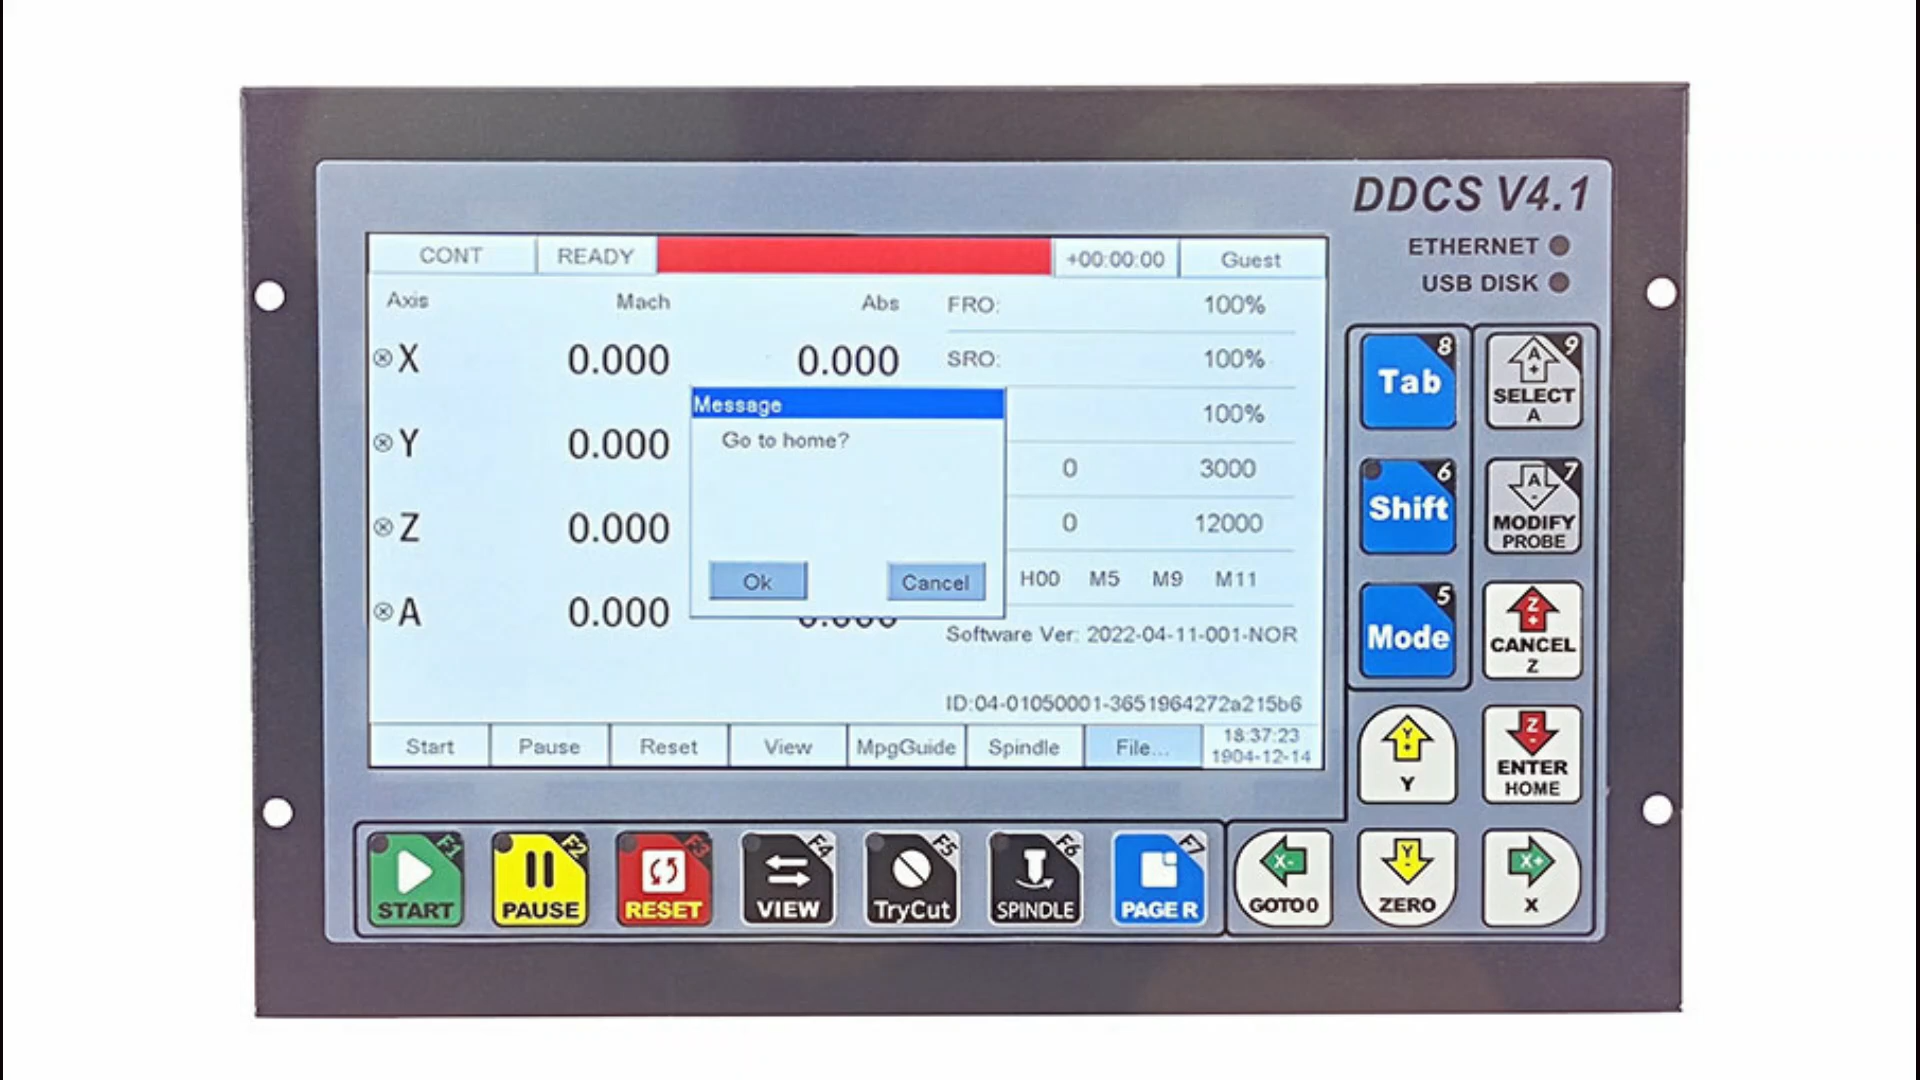 DDCS V4.1
ETHERNET
USB DISK
CONT READY +00:00:00 Guest
Axis Mach Abs FRO: 100%
X 0.000 0.000 SRO: 100%
Message
Go to home?
Ok Cancel
100%
Y 0.000
0 3000
Z 0.000
0 12000
H00 M5 M9 M11
A 0.000
Software Ver: 2022-04-11-001-NOR
ID:04-01050001-3651964272a215b6
Start Pause Reset View MpgGuide Spindle File... 18:37:23
1904-12-14
Tab 8
A+ 9
SELECT
A
Shift 6
A- 7
MODIFY
PROBE
Mode 5
Z+
CANCEL
Z
Y+
Y
Z-
ENTER
HOME
F1 START
F2 PAUSE
F3 RESET
F4 VIEW
F5 TryCut
F6 SPINDLE
F7 PAGE R
X-
GOTO0
Y-
ZERO
X+
X